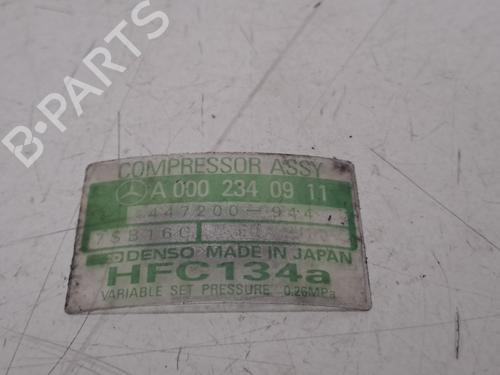 B-PARTS
COMPRESSOR ASSY
A 000 234 09 11
447200-944
7SB16C
DENSO MADE IN JAPAN
HFC134a
VARIABLE SET PRESSURE 0.26MPa